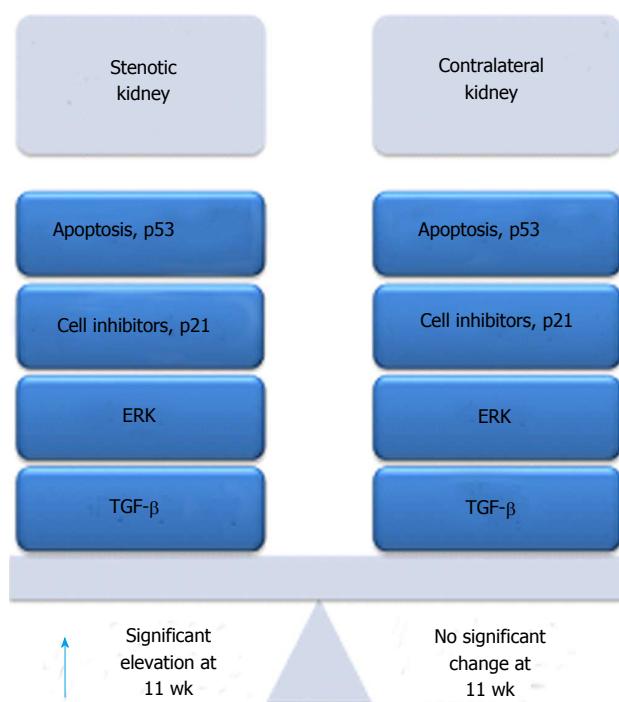 Stenotic
kidney
Contralateral
kidney
Apoptosis, p53
Apoptosis, p53
Cell inhibitors, p21
Cell inhibitors, p21
ERK
ERK
TGF-β
TGF-β
Significant
elevation at
11 wk
No significant
change at
11 wk